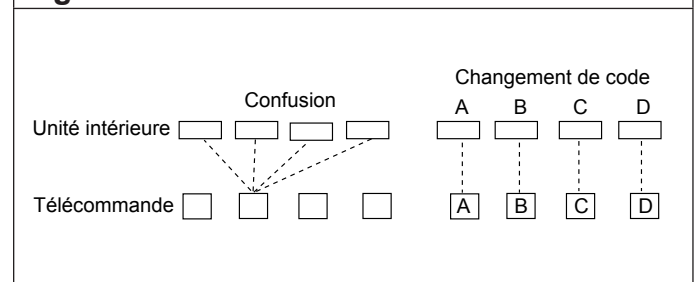 Changement de code
Confusion
A B C D
Unité intérieure
Télécommande
A B C D